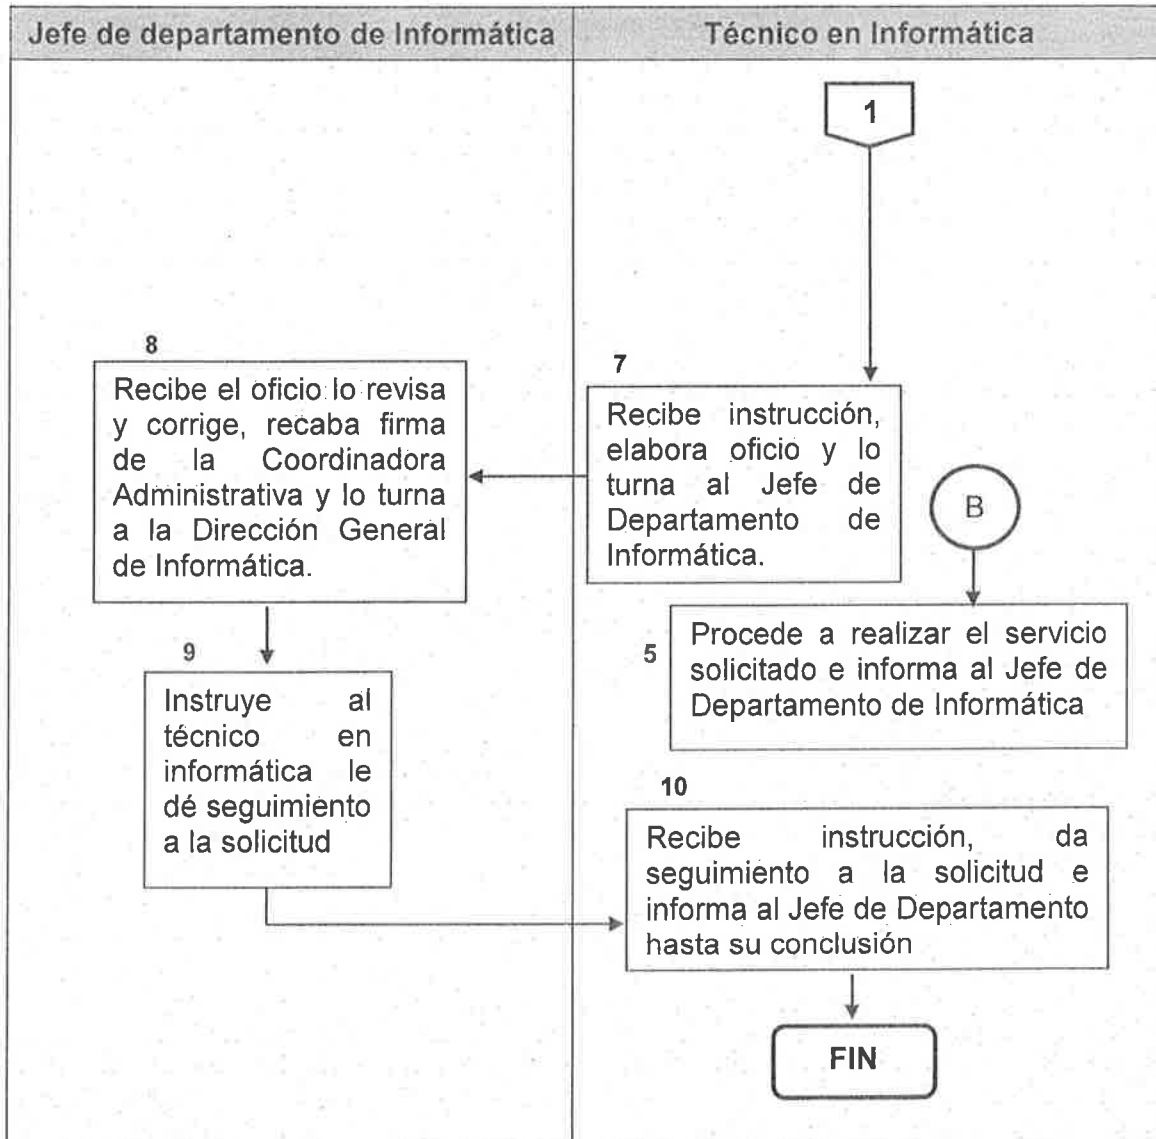 Jefe de departamento de Informática
Técnico en Informática
1
8
Recibe el oficio lo revisa
y corrige, recaba firma
de la Coordinadora
Administrativa y lo turna
a la Dirección General
de Informática.
7
Recibe instrucción,
elabora oficio y lo
turna al Jefe de
Departamento de
Informática.
B
5
Procede a realizar el servicio
solicitado e informa al Jefe de
Departamento de Informática
9
Instruye al
técnico en
informática le
dé seguimiento
a la solicitud
10
Recibe instrucción, da
seguimiento a la solicitud e
informa al Jefe de Departamento
hasta su conclusión
FIN